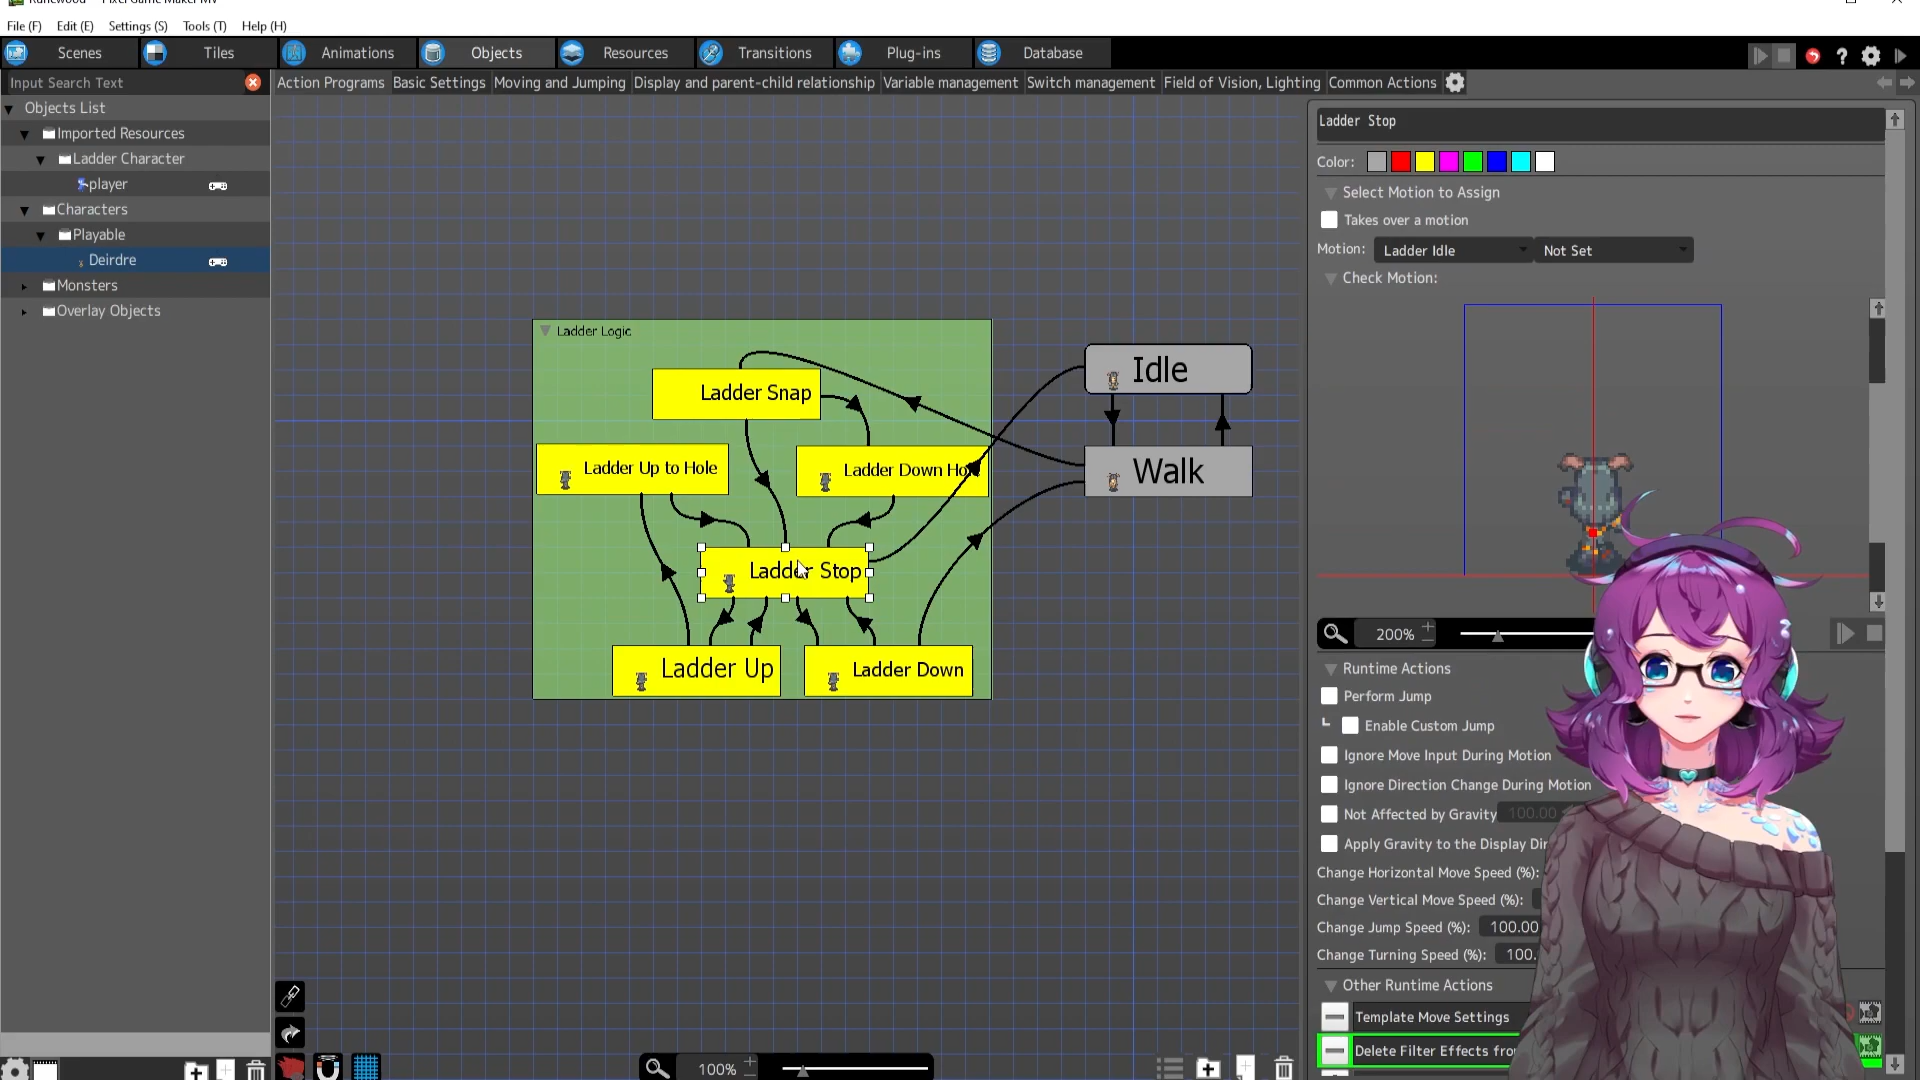 File (F) Edit (E) Settings (S) Tools (T) Help (H)
Scenes Tiles Animations Objects Resources Transitions Plug-ins Database
Input Search Text
Action Programs Basic Settings Moving and Jumping Display and parent-child relationship Variable management Switch management Field of Vision, Lighting Common Actions
Objects List
Imported Resources
Ladder Character
player
Characters
Playable
Deirdre
Monsters
Overlay Objects
Ladder Logic
Ladder Snap
Ladder Up to Hole
Ladder Down Ho
Ladder Stop
Ladder Up
Ladder Down
Idle
Walk
100%
Ladder Stop
Color:
Select Motion to Assign
Takes over a motion
Motion: Ladder Idle Not Set
Check Motion:
200%
Runtime Actions
Perform Jump
Enable Custom Jump
Ignore Move Input During Motion
Ignore Direction Change During Motion
Not Affected by Gravity 100.00
Apply Gravity to the Display Dir
Change Horizontal Move Speed (%):
Change Vertical Move Speed (%):
Change Jump Speed (%): 100.00
Change Turning Speed (%): 100.
Other Runtime Actions
Template Move Settings
Delete Filter Effects fro